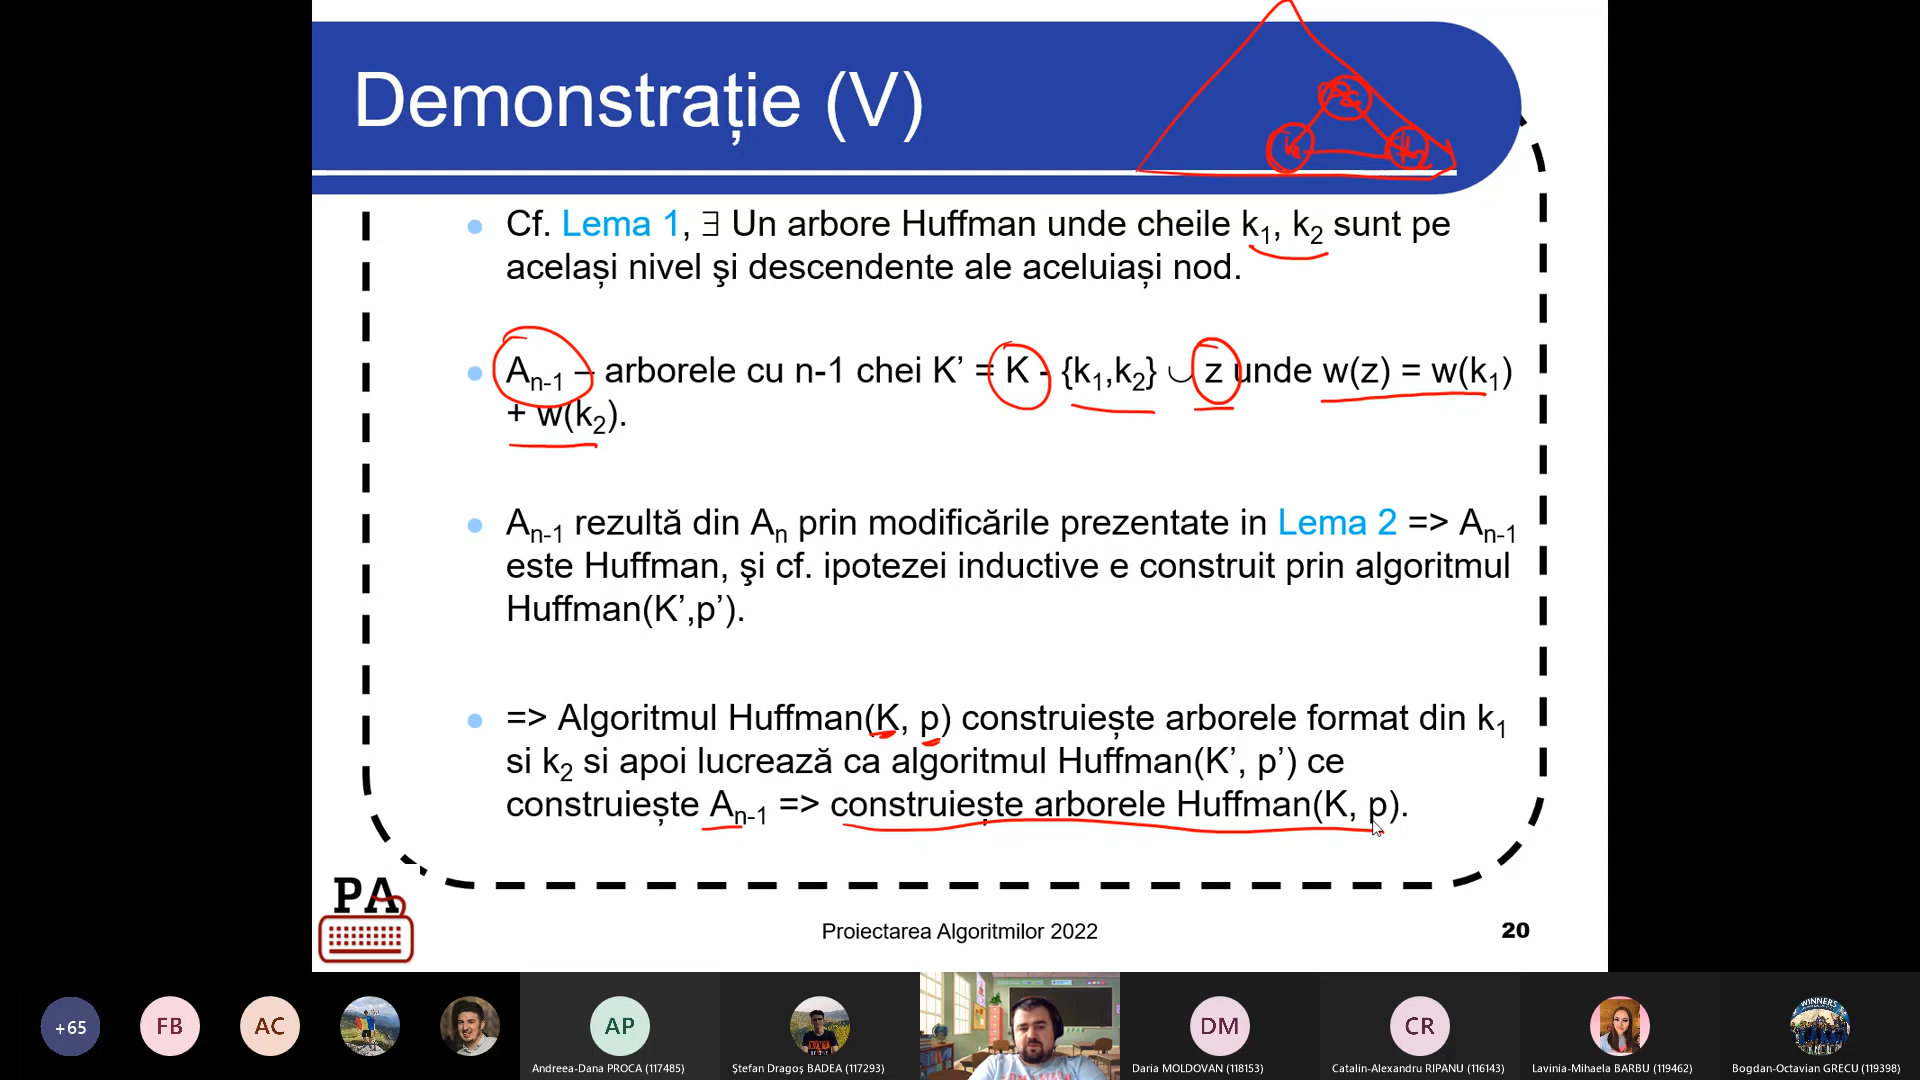 Demonstrație (V)
k1 k2
Cf. Lema 1, ∃ Un arbore Huffman unde cheile k1, k2 sunt pe
același nivel şi descendente ale aceluiași nod.
An-1 – arborele cu n-1 chei K’ = K - {k1,k2} ∪ z unde w(z) = w(k1)
+ w(k2).
An-1 rezultă din An prin modificările prezentate in Lema 2 => An-1
este Huffman, şi cf. ipotezei inductive e construit prin algoritmul
Huffman(K’,p’).
=> Algoritmul Huffman(K, p) construiește arborele format din k1
si k2 si apoi lucrează ca algoritmul Huffman(K’, p’) ce
construiește An-1 => construiește arborele Huffman(K, p).
PA
Proiectarea Algoritmilor 2022
20
+65
FB
AC
AP
DM
CR
WINNERS
Andreea-Dana PROCA (117485)
Ștefan Dragoș BADEA (117293)
Daria MOLDOVAN (118153)
Catalin-Alexandru RIPANU (116143)
Lavinia-Mihaela BARBU (119462)
Bogdan-Octavian GRECU (119398)